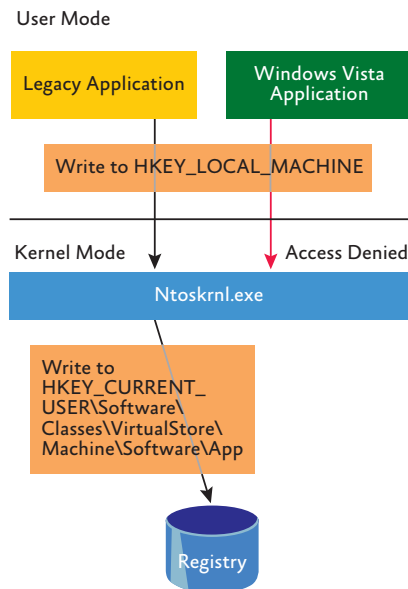 User Mode
Legacy Application
Windows Vista
Application
Write to HKEY_LOCAL_MACHINE
Kernel Mode
Access Denied
Ntoskrnl.exe
Write to
HKEY_CURRENT_
USER\Software\
Classes\VirtualStore\
Machine\Software\App
Registry